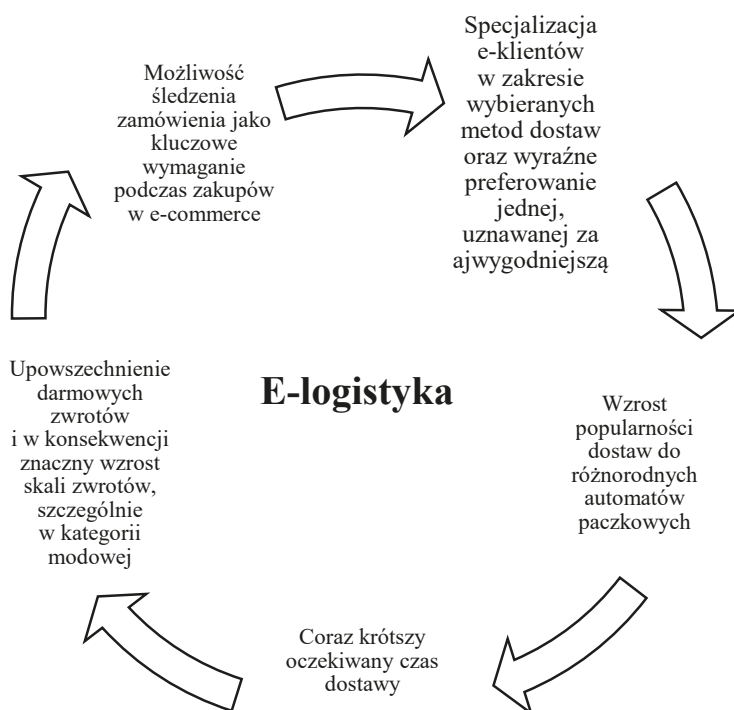 Możliwość
śledzenia
zamówienia jako
kluczowe
wymaganie
podczas zakupów
w e-commerce
Specjalizacja
e-klientów
w zakresie
wybieranych
metod dostaw
oraz wyraźne
preferowanie
jednej,
uznawanej za
ajwygodniejszą
Wzrost
popularności
dostaw do
różnorodnych
automatów
paczkowych
Coraz krótszy
oczekiwany czas
dostawy
Upowszechnienie
darmowych
zwrotów
i w konsekwencji
znaczny wzrost
skali zwrotów,
szczególnie
w kategorii
modowej
E-logistyka